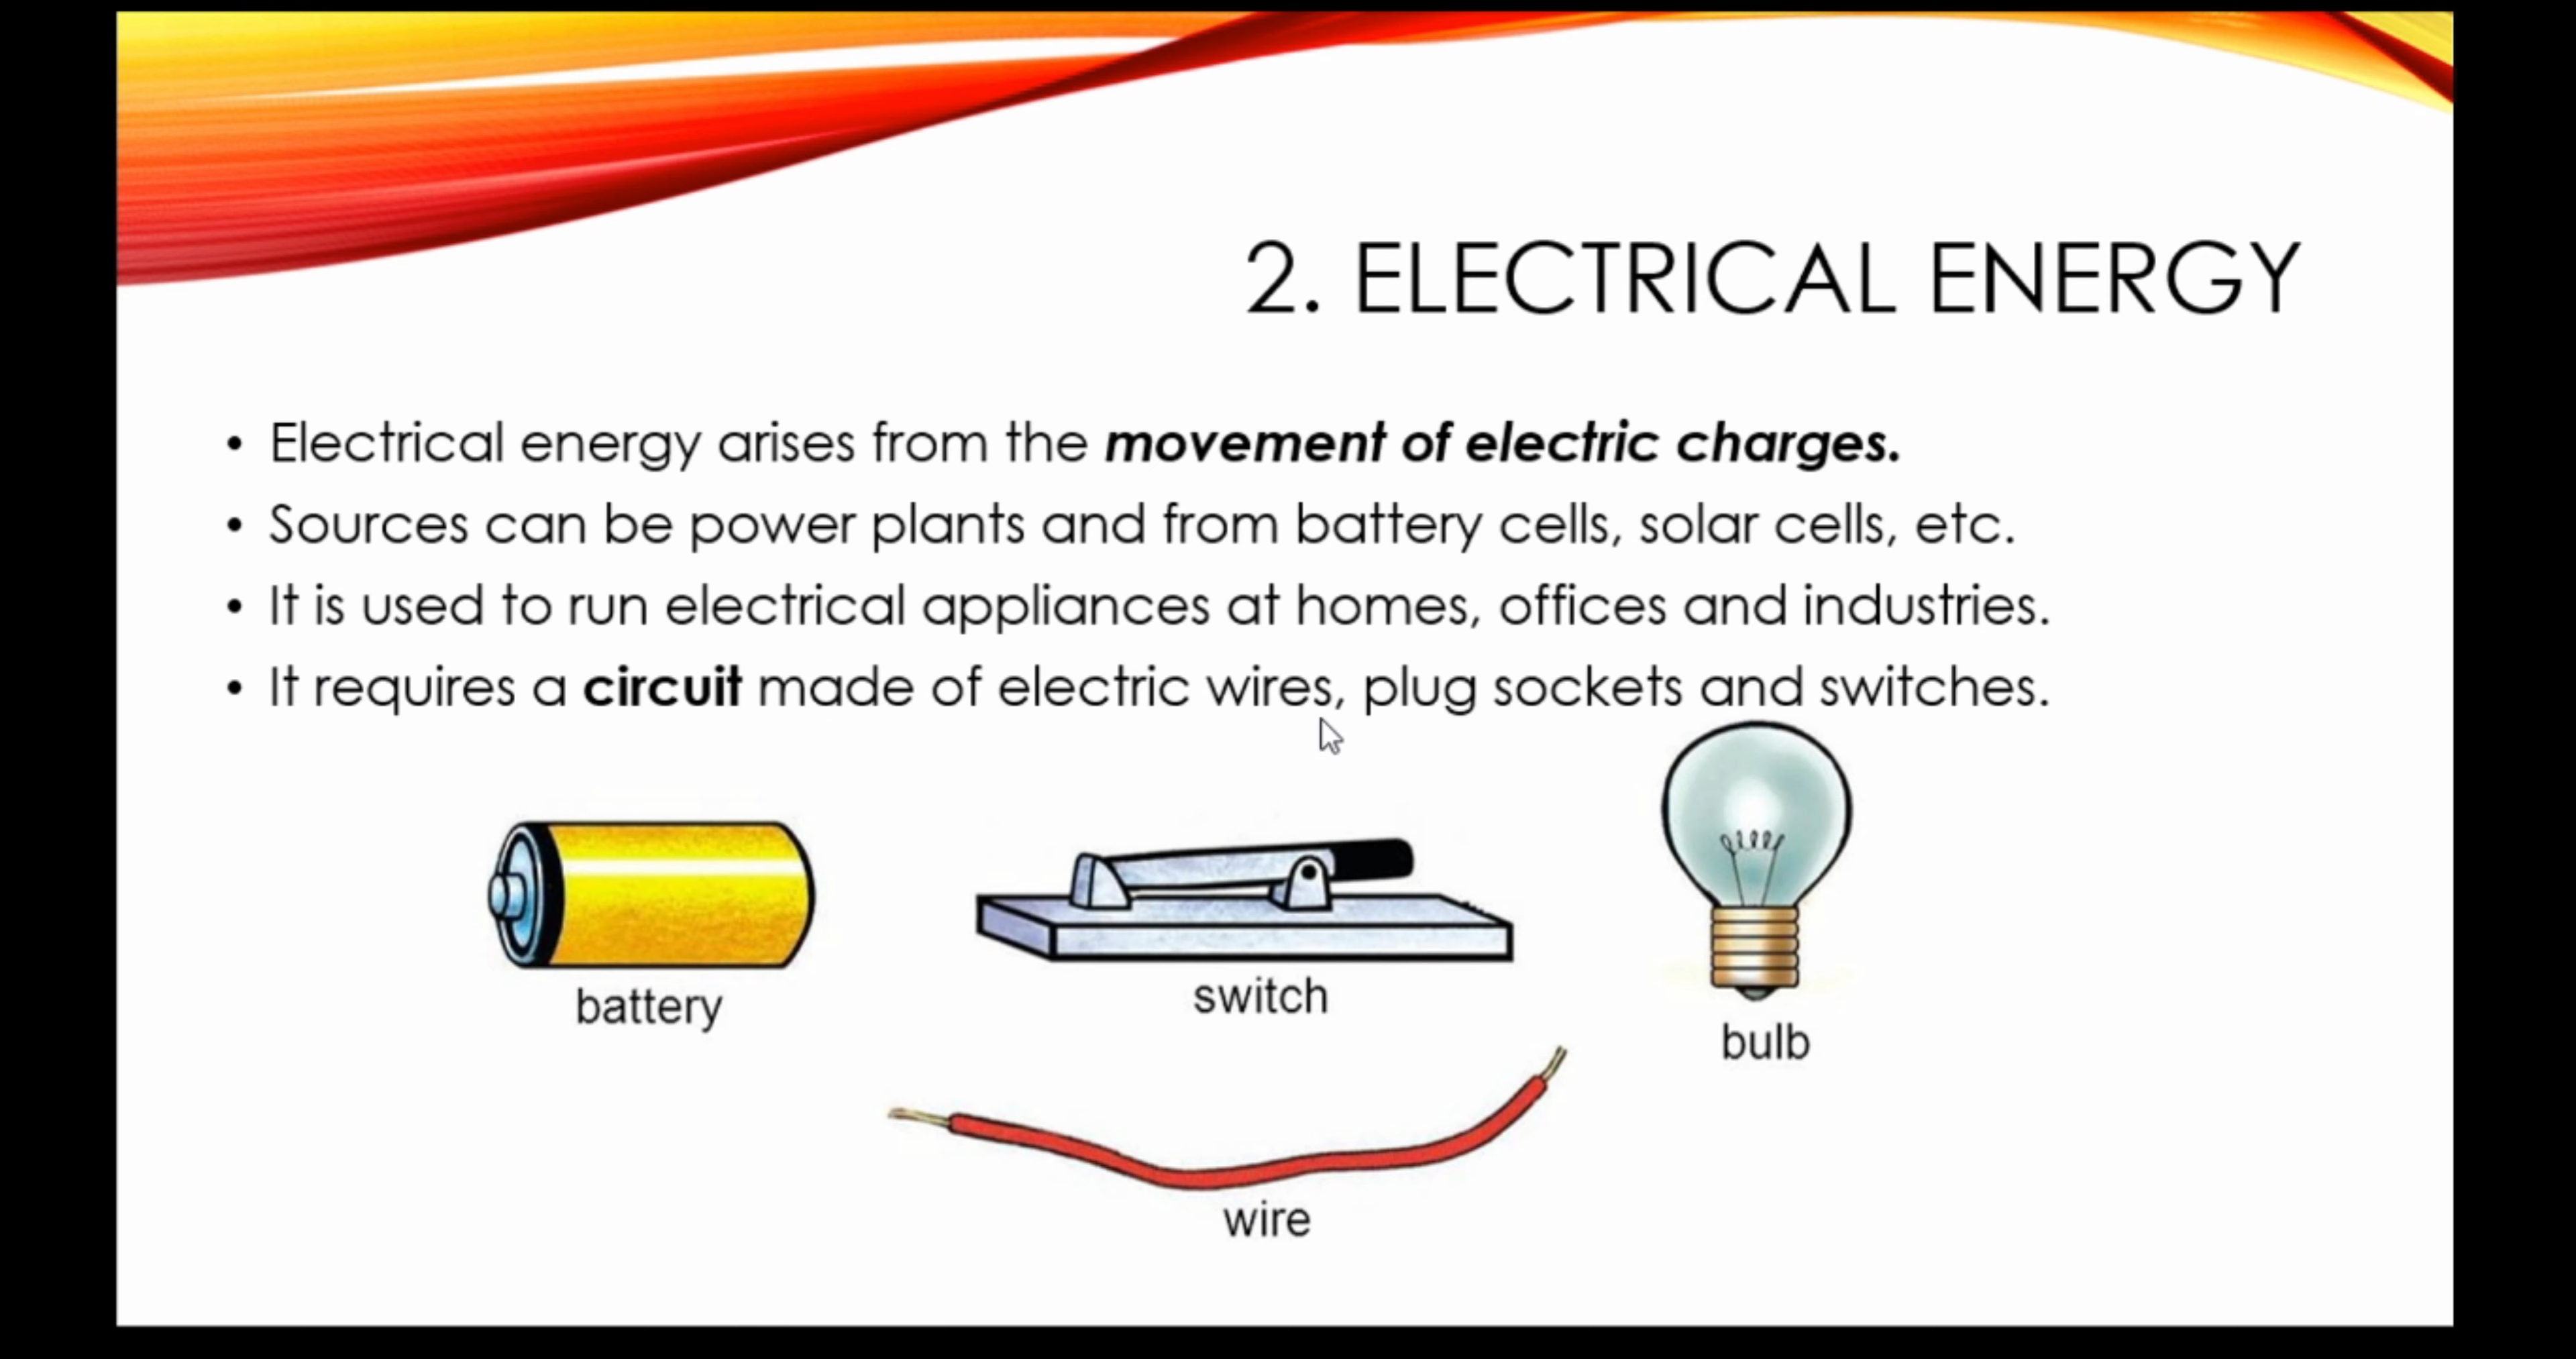 2. ELECTRICAL ENERGY
• Electrical energy arises from the movement of electric charges.
• Sources can be power plants and from battery cells, solar cells, etc.
• It is used to run electrical appliances at homes, offices and industries.
• It requires a circuit made of electric wires, plug sockets and switches.
battery
switch
bulb
wire